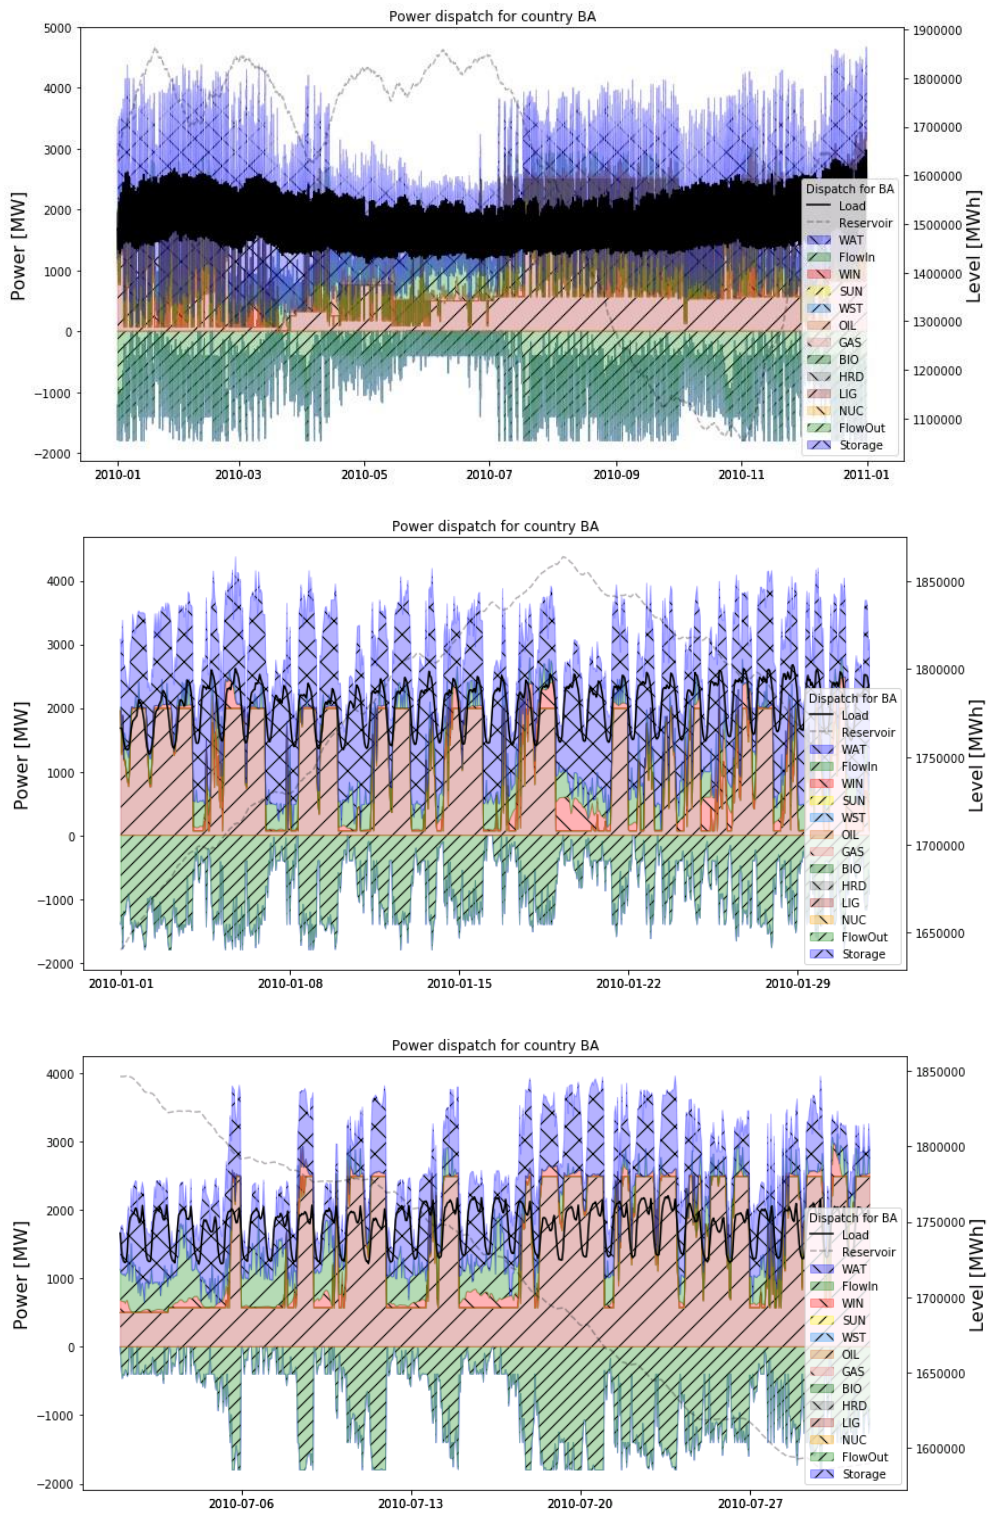 Power dispatch for country BA
5000
4000
3000
2000
1000
0
−1000
−2000
Power [MW]
1900000
1800000
1700000
1600000
1500000
1400000
1300000
1200000
1100000
Level [MWh]
Dispatch for BA
Load
Reservoir
WAT
FlowIn
WIN
SUN
WST
OIL
GAS
BIO
HRD
LIG
NUC
FlowOut
Storage
2010-01 2010-03 2010-05 2010-07 2010-09 2010-11 2011-01
Power dispatch for country BA
4000
3000
2000
1000
0
−1000
−2000
Power [MW]
1850000
1800000
1750000
1700000
1650000
Level [MWh]
Dispatch for BA
Load
Reservoir
WAT
FlowIn
WIN
SUN
WST
OIL
GAS
BIO
HRD
LIG
NUC
FlowOut
Storage
2010-01-01 2010-01-08 2010-01-15 2010-01-22 2010-01-29
Power dispatch for country BA
4000
3000
2000
1000
0
−1000
−2000
Power [MW]
1850000
1800000
1750000
1700000
1650000
1600000
Level [MWh]
Dispatch for BA
Load
Reservoir
WAT
FlowIn
WIN
SUN
WST
OIL
GAS
BIO
HRD
LIG
NUC
FlowOut
Storage
2010-07-06 2010-07-13 2010-07-20 2010-07-27